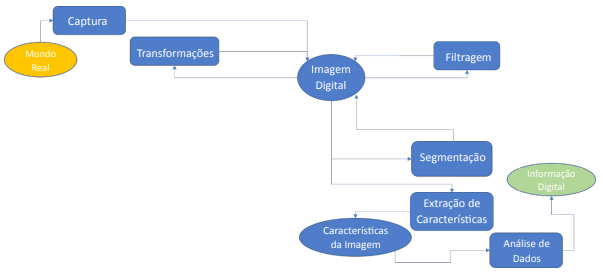 Captura
Mundo
Real
Transformações
Imagem
Digital
Filtragem
Segmentação
Informação
Digital
Extração de
Características
Características
da Imagem
Análise de
Dados